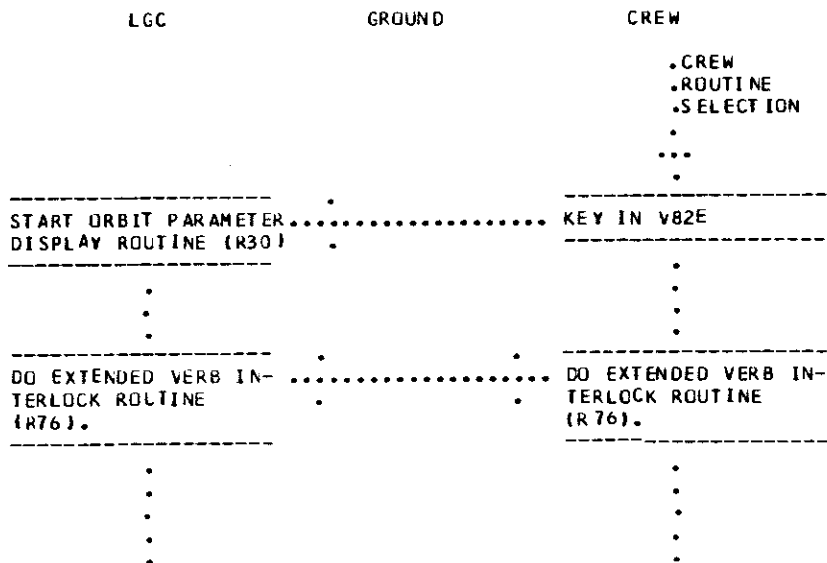 LGC GROUND CREW
.CREW
.ROUTINE
.SELECTION
START ORBIT PARAMETER KEY IN V82E
DISPLAY ROUTINE (R30)
DO EXTENDED VERB IN- DO EXTENDED VERB IN-
TERLOCK ROUTINE TERLOCK ROUTINE
(R76). (R76).